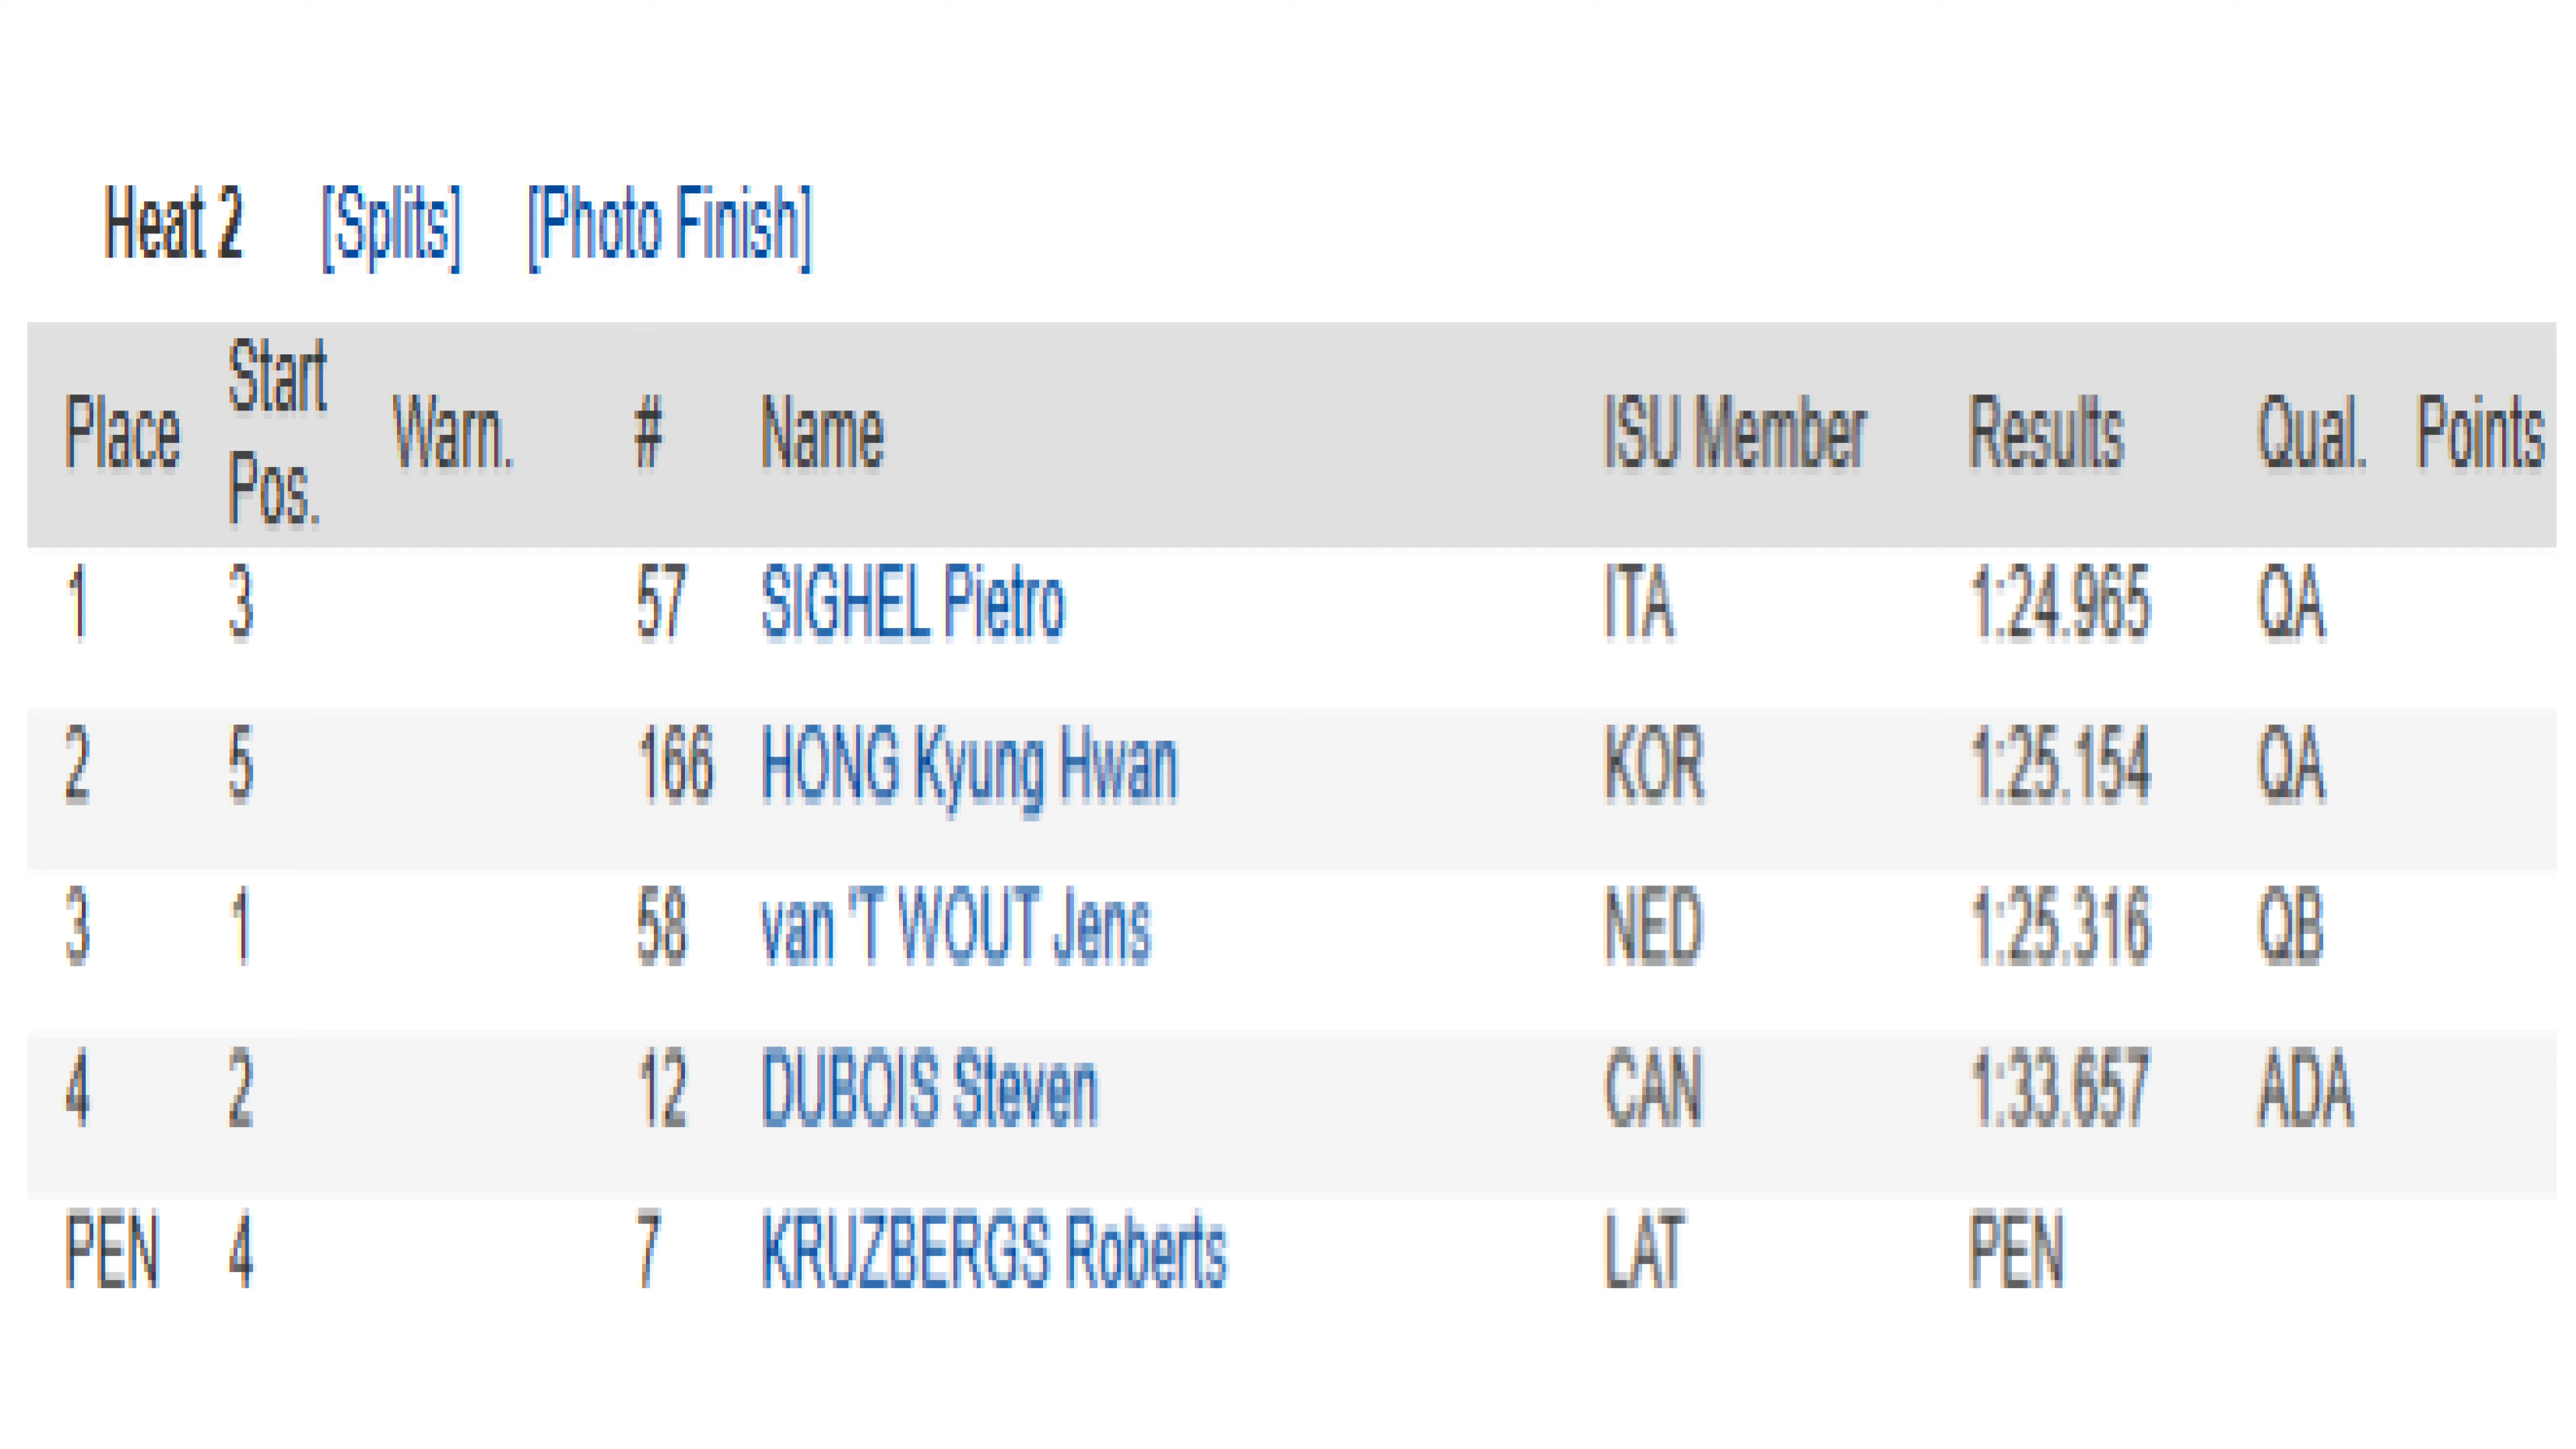 Heat 2 [Splits] [Photo Finish]
Place Start Pos. Warn. # Name ISU Member Results Qual. Points
1 3 57 SIGHEL Pietro ITA 1:24.965 QA
2 5 166 HONG Kyung Hwan KOR 1:25.154 QA
3 1 58 van 'T WOUT Jens NED 1:25.316 QB
4 2 12 DUBOIS Steven CAN 1:33.657 ADA
PEN 4 7 KRUZBERGS Roberts LAT PEN